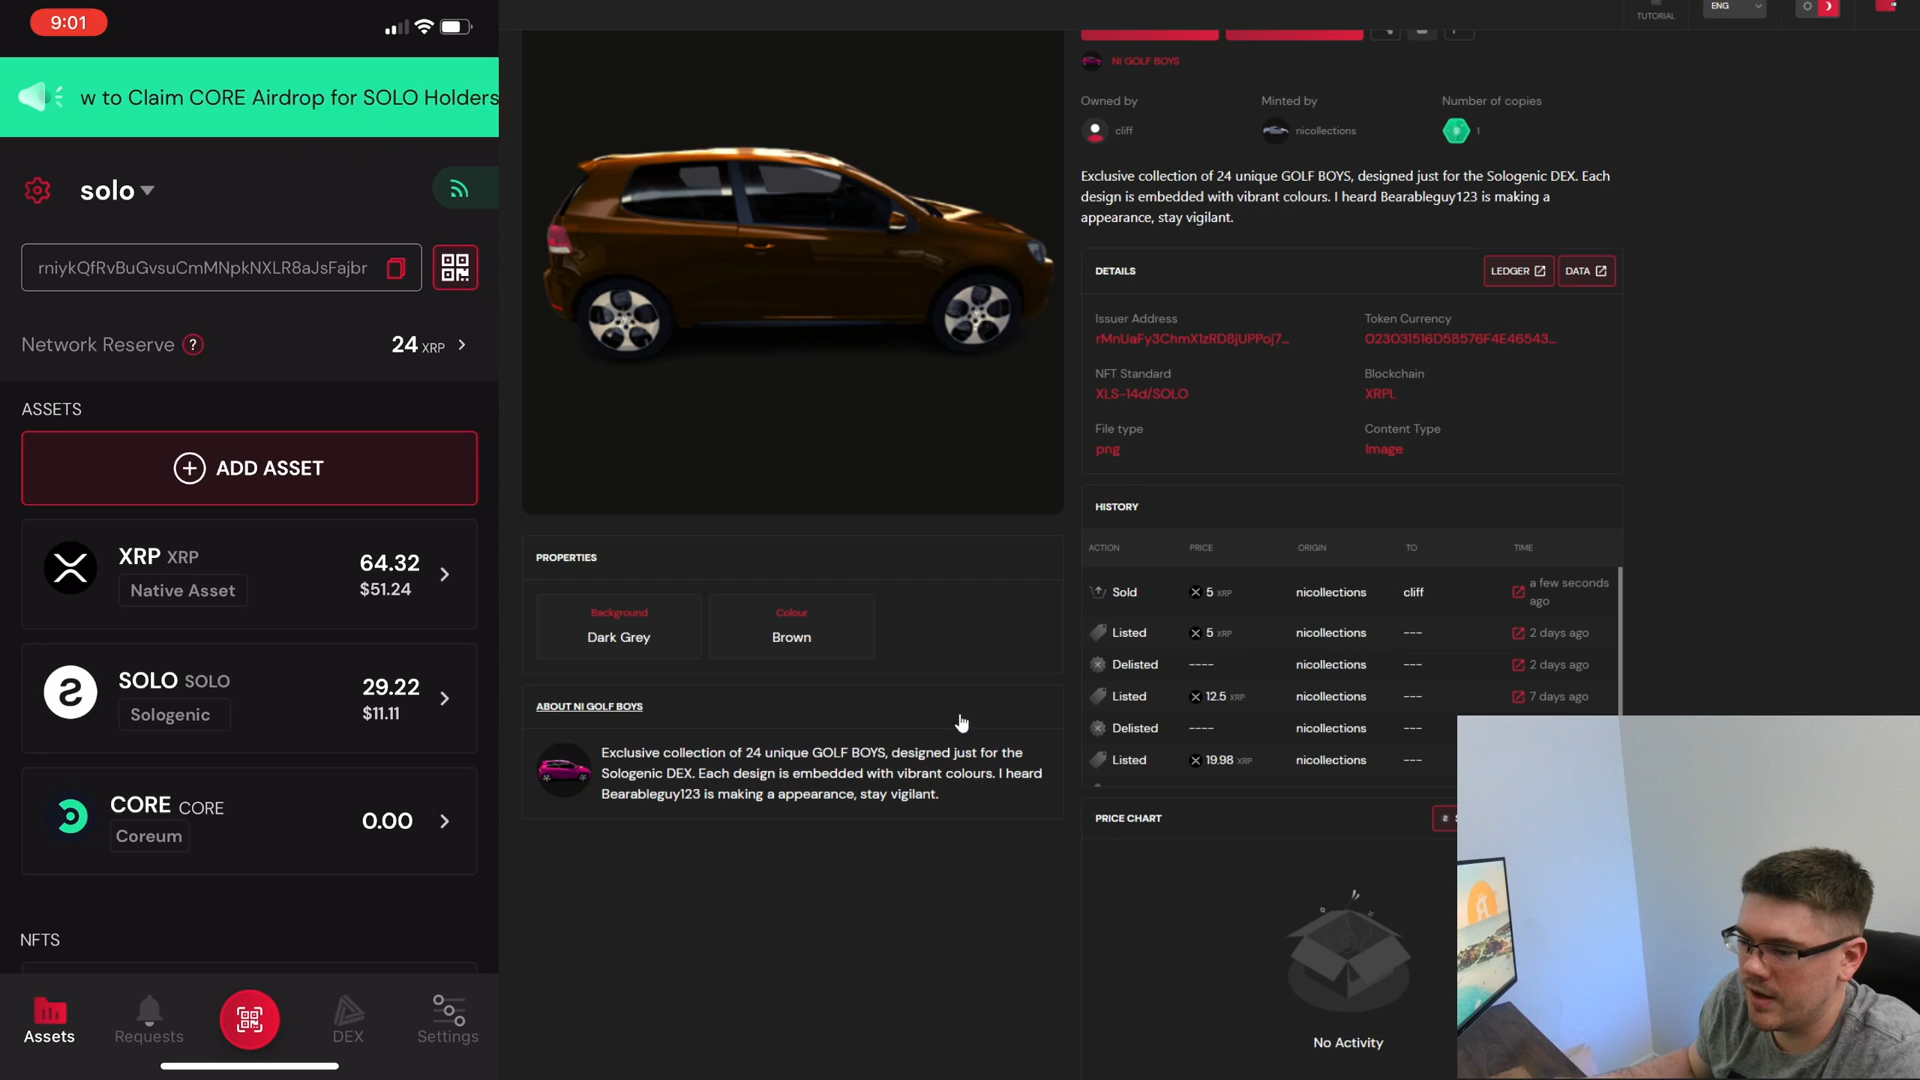 9:01
w to Claim CORE Airdrop for SOLO Holders
solo
rniykQfRvBuGvsuCmMNpkNXLR8aJsFajbr
Network Reserve ?
24 XRP
ASSETS
ADD ASSET
XRP XRP
64.32
Native Asset
$51.24
SOLO SOLO
29.22
Sologenic
$11.11
CORE CORE
0.00
Coreum
NFTS
Assets
Requests
DEX
Settings
TUTORIAL
ENG
NI GOLF BOYS
Owned by
Minted by
Number of copies
cliff
nicollections
1
Exclusive collection of 24 unique GOLF BOYS, designed just for the Sologenic DEX. Each
design is embedded with vibrant colours. I heard Bearableguy123 is making a
appearance, stay vigilant.
DETAILS
LEDGER
DATA
Issuer Address
Token Currency
rMnUaFy3ChmX1zRD8jUPPoj7...
023031516D58576F4E46543...
NFT Standard
Blockchain
XLS-14d/SOLO
XRPL
File type
Content Type
png
image
HISTORY
ACTION PRICE ORIGIN TO TIME
Sold 5 XRP nicollections cliff a few seconds
ago
Listed 5 XRP nicollections --- 2 days ago
Delisted ---- nicollections --- 2 days ago
Listed 12.5 XRP nicollections --- 7 days ago
Delisted ---- nicollections ---
Listed 19.98 XRP nicollections ---
PRICE CHART
No Activity
PROPERTIES
Background
Colour
Dark Grey
Brown
ABOUT NI GOLF BOYS
Exclusive collection of 24 unique GOLF BOYS, designed just for the
Sologenic DEX. Each design is embedded with vibrant colours. I heard
Bearableguy123 is making a appearance, stay vigilant.